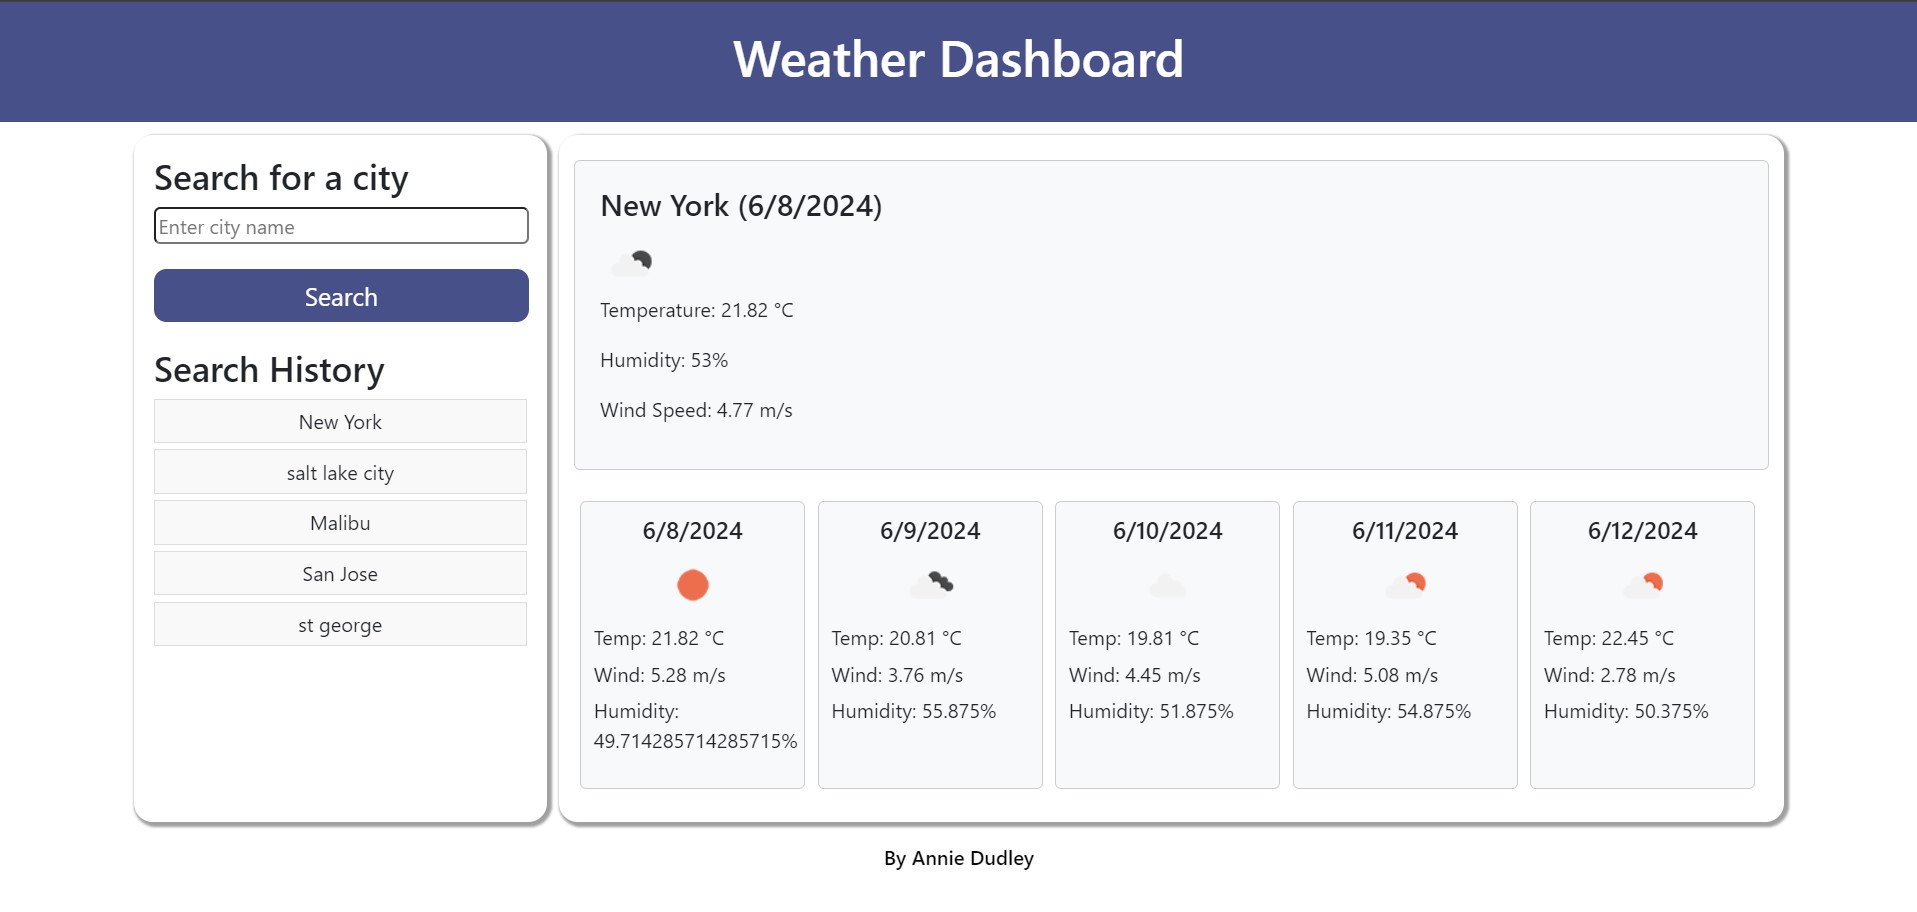 Weather Dashboard
Search for a city
Enter city name
Search
Search History
New York
salt lake city
Malibu
San Jose
st george
New York (6/8/2024)
Temperature: 21.82 °C
Humidity: 53%
Wind Speed: 4.77 m/s
6/8/2024
Temp: 21.82 °C
Wind: 5.28 m/s
Humidity:
49.714285714285715%
6/9/2024
Temp: 20.81 °C
Wind: 3.76 m/s
Humidity: 55.875%
6/10/2024
Temp: 19.81 °C
Wind: 4.45 m/s
Humidity: 51.875%
6/11/2024
Temp: 19.35 °C
Wind: 5.08 m/s
Humidity: 54.875%
6/12/2024
Temp: 22.45 °C
Wind: 2.78 m/s
Humidity: 50.375%
By Annie Dudley